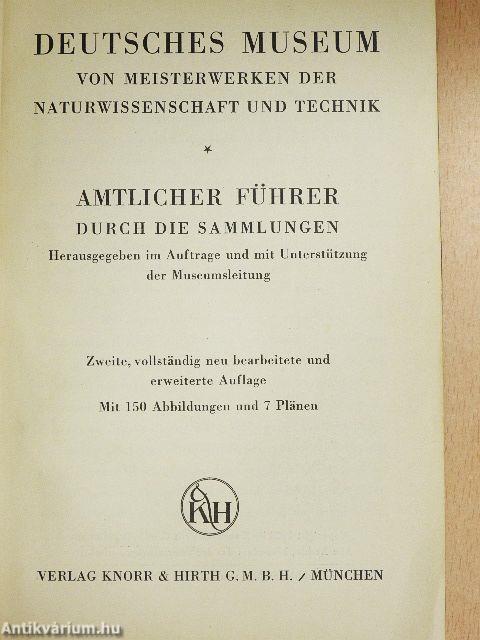 DEUTSCHES MUSEUM
VON MEISTERWERKEN DER
NATURWISSENSCHAFT UND TECHNIK
*
AMTLICHER FÜHRER
DURCH DIE SAMMLUNGEN
Herausgegeben im Auftrage und mit Unterstützung
der Museumsleitung
Zweite, vollständig neu bearbeitete und
erweiterte Auflage
Mit 150 Abbildungen und 7 Plänen
K&H
VERLAG KNORR & HIRTH G. M. B. H. / MÜNCHEN
Antikvárium.hu